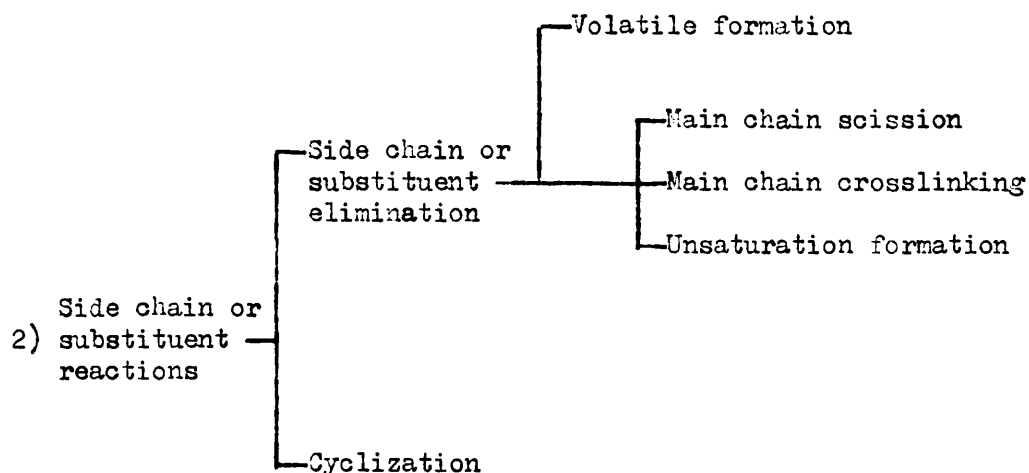 Volatile formation
Main chain scission
Side chain or
substituent
elimination
Main chain crosslinking
Unsaturation formation
2) Side chain or
substituent
reactions
Cyclization